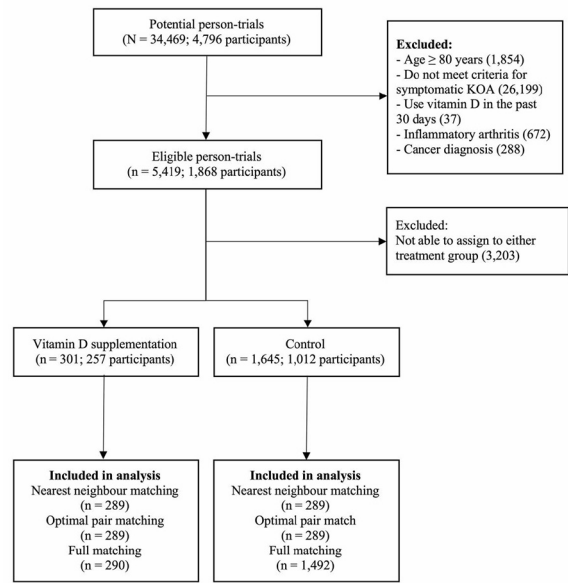 Potential person-trials
(N = 34,469; 4,796 participants)
Excluded:
- Age ≥ 80 years (1,854)
- Do not meet criteria for
symptomatic KOA (26,199)
- Use vitamin D in the past
30 days (37)
- Inflammatory arthritis (672)
- Cancer diagnosis (288)
Eligible person-trials
(n = 5,419; 1,868 participants)
Excluded:
Not able to assign to either
treatment group (3,203)
Vitamin D supplementation
(n = 301; 257 participants)
Control
(n = 1,645; 1,012 participants)
Included in analysis
Nearest neighbour matching
(n = 289)
Optimal pair matching
(n = 289)
Full matching
(n = 290)
Included in analysis
Nearest neighbour matching
(n = 289)
Optimal pair match
(n = 289)
Full matching
(n = 1,492)